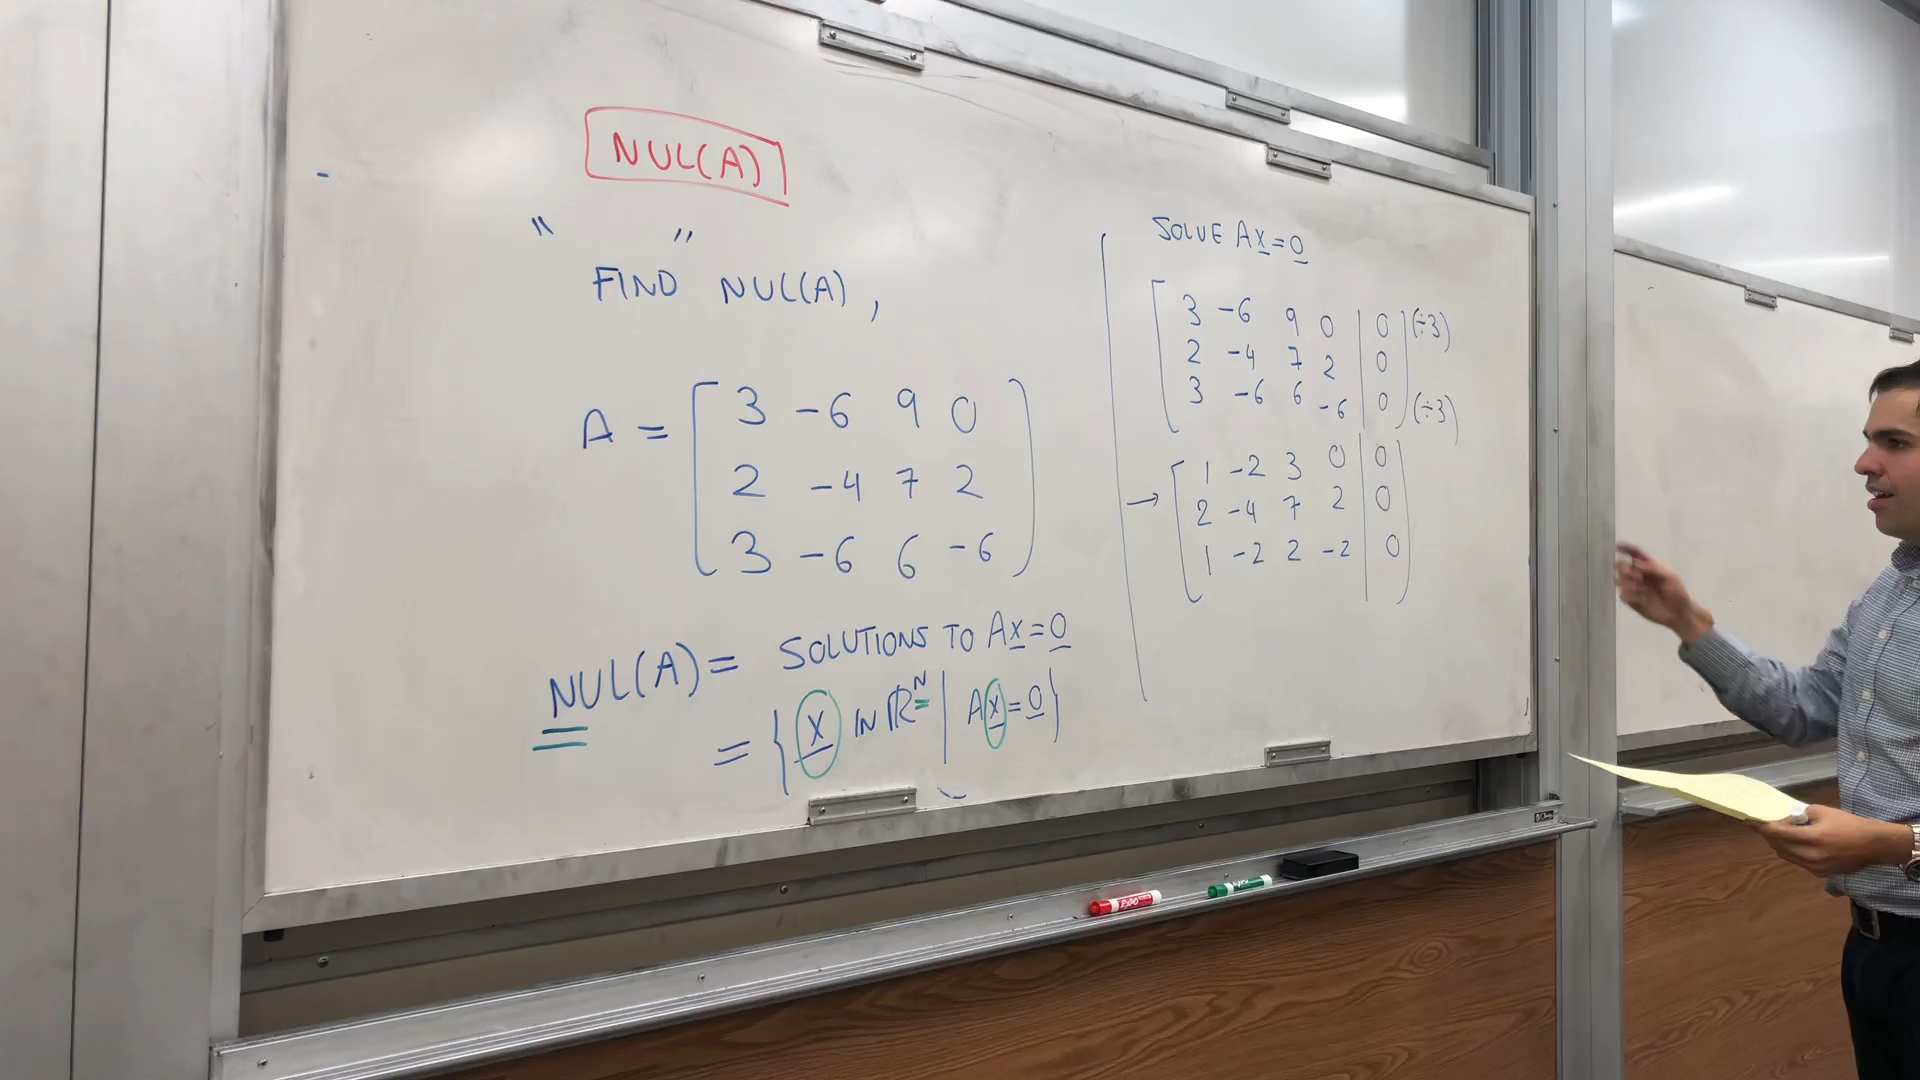 NUL(A)
" "
FIND NUL(A),
A = [ 3 -6 9 0
2 -4 7 2
3 -6 6 -6 ]
NUL(A) = SOLUTIONS TO Ax = 0
= { x IN R^N | Ax = 0 }
SOLVE Ax = 0
[ 3 -6 9 0 | 0 ] (÷3)
2 -4 7 2 | 0
3 -6 6 -6 | 0 ] (÷3)
→ [ 1 -2 3 0 | 0
2 -4 7 2 | 0
1 -2 2 -2 | 0 ]
EXPO